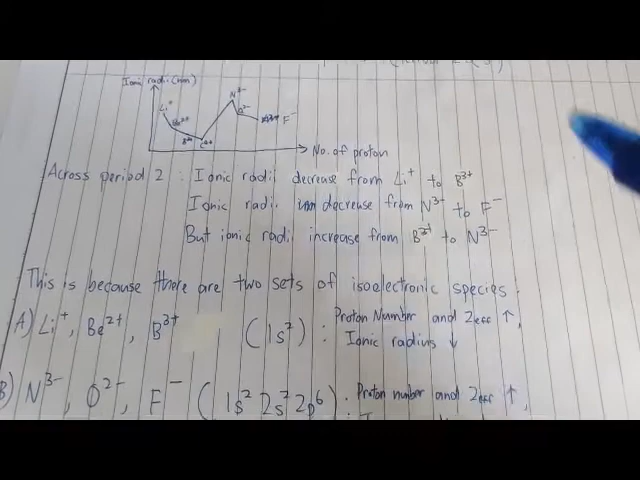 Ionic radii (nm)
N³⁻
Li⁺
O²⁻
Be²⁺
F⁻
B³⁺
No. of proton
Across period 2 : Ionic radii decrease from Li⁺ to B³⁺
Ionic radii decrease from N³⁻ to F⁻
But ionic radii increase from B³⁺ to N³⁻
This is because there are two sets of isoelectronic species.
A) Li⁺, Be²⁺, B³⁺ (1s²) : Proton Number and Zeff ↑,
Ionic radius ↓
B) N³⁻, O²⁻, F⁻ (1s² 2s² 2p⁶). Proton number and Zeff ↑,